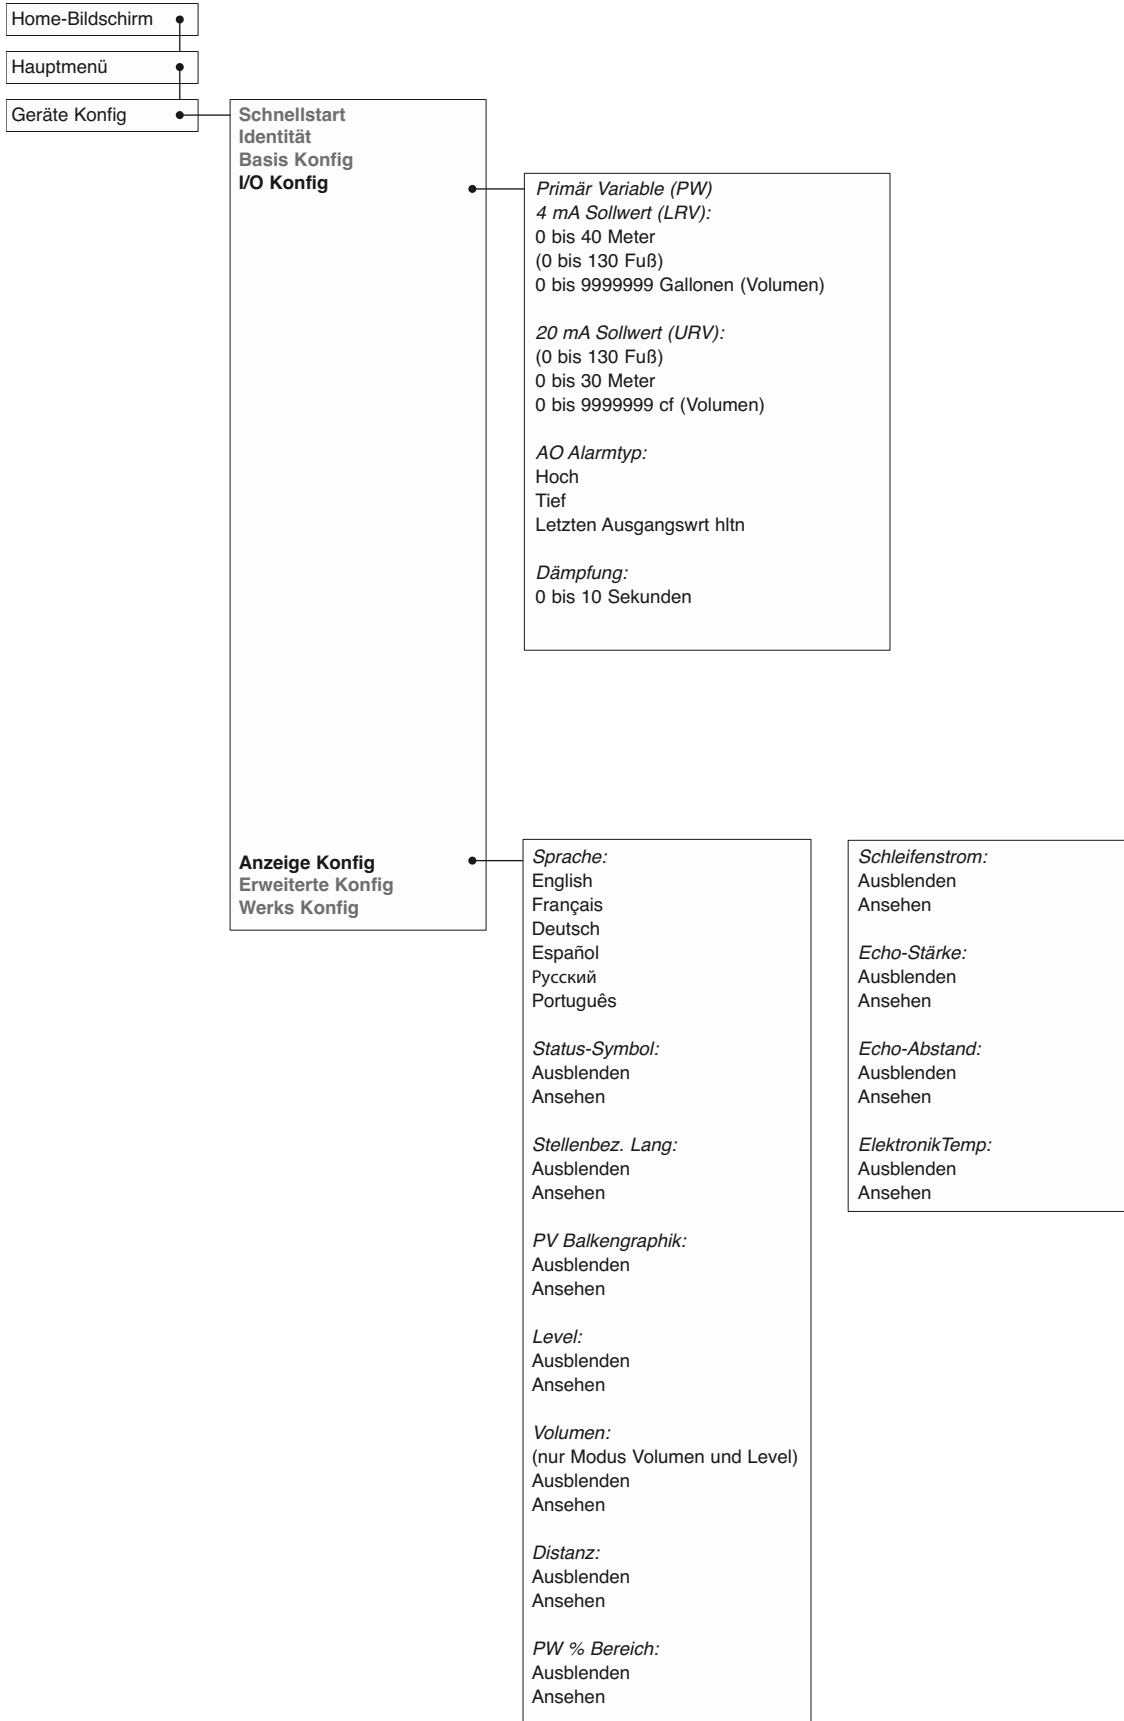 Home-Bildschirm
Hauptmenü
Geräte Konfig
Schnellstart
Identität
Basis Konfig
I/O Konfig
Primär Variable (PW)
4 mA Sollwert (LRV):
0 bis 40 Meter
(0 bis 130 Fuß)
0 bis 9999999 Gallonen (Volumen)
20 mA Sollwert (URV):
(0 bis 130 Fuß)
0 bis 30 Meter
0 bis 9999999 cf (Volumen)
AO Alarmtyp:
Hoch
Tief
Letzten Ausgangswrt hltn
Dämpfung:
0 bis 10 Sekunden
Anzeige Konfig
Erweiterte Konfig
Werks Konfig
Sprache:
English
Français
Deutsch
Español
Русский
Português
Status-Symbol:
Ausblenden
Ansehen
Stellenbez. Lang:
Ausblenden
Ansehen
PV Balkengraphik:
Ausblenden
Ansehen
Level:
Ausblenden
Ansehen
Volumen:
(nur Modus Volumen und Level)
Ausblenden
Ansehen
Distanz:
Ausblenden
Ansehen
PW % Bereich:
Ausblenden
Ansehen
Schleifenstrom:
Ausblenden
Ansehen
Echo-Stärke:
Ausblenden
Ansehen
Echo-Abstand:
Ausblenden
Ansehen
ElektronikTemp:
Ausblenden
Ansehen